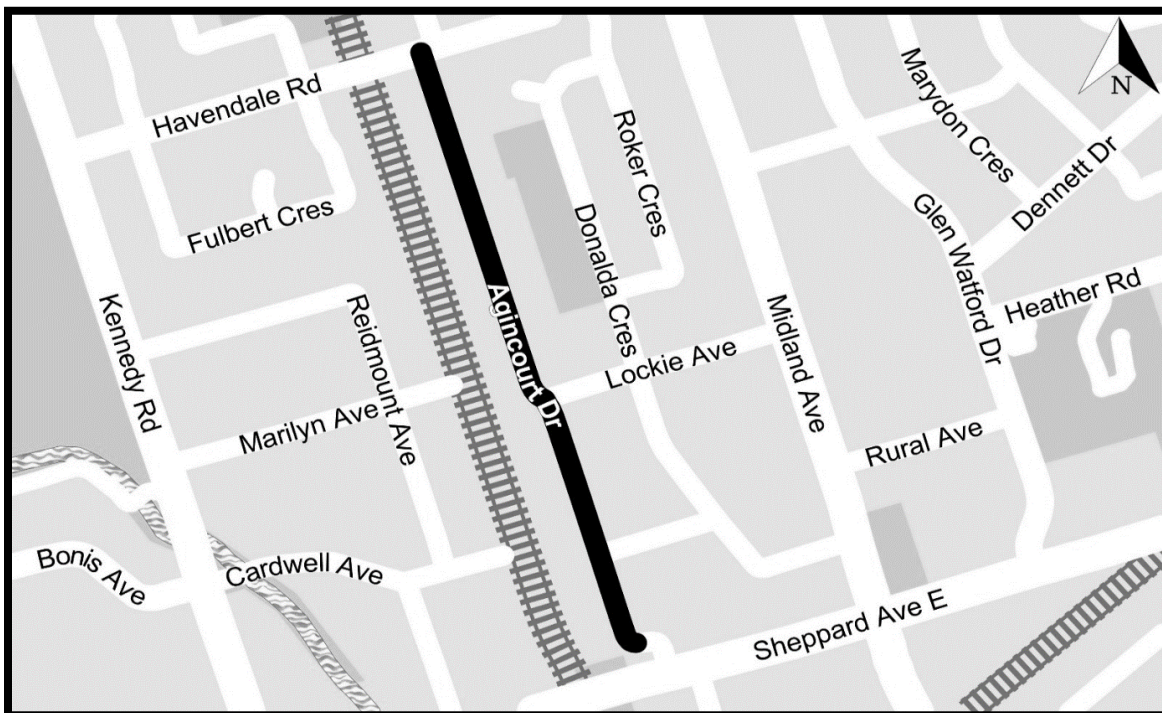 N
Havendale Rd
Marydon Cres
Roker Cres
Dennett Dr
Fulbert Cres
Donalda Cres
Glen Watford Dr
Kennedy Rd
Reidmount Ave
Agincourt Dr
Midland Ave
Heather Rd
Lockie Ave
Marilyn Ave
Rural Ave
Bonis Ave
Cardwell Ave
Sheppard Ave E